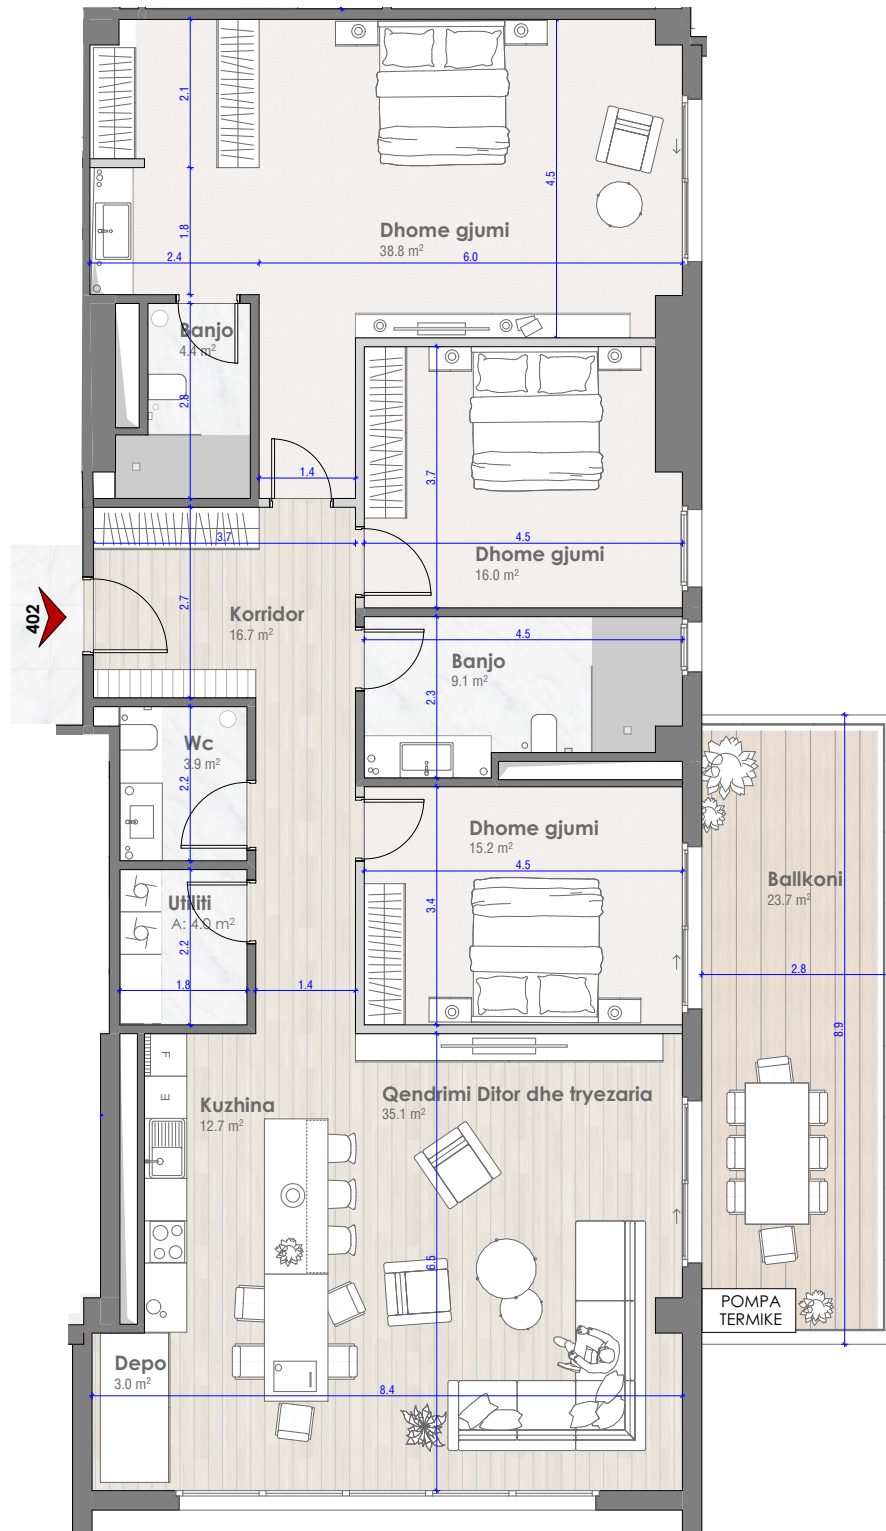 2.1
4.5
Dhome gjumi
38.8 m²
1.8
2.4
6.0
Banjo
4.4 m²
2.8
1.4
3.7
3.7
4.5
Dhome gjumi
16.0 m²
2.7
402
Korridor
16.7 m²
4.5
Banjo
9.1 m²
2.3
Wc
3.9 m²
2.2
Dhome gjumi
15.2 m²
4.5
3.4
Ballkoni
23.7 m²
Utiliti
A: 4.0 m²
2.2
1.8
1.4
2.8
8.9
F
E
Kuzhina
12.7 m²
Qendrimi Ditor dhe tryezaria
35.1 m²
6.5
POMPA
TERMIKE
Depo
3.0 m²
8.4